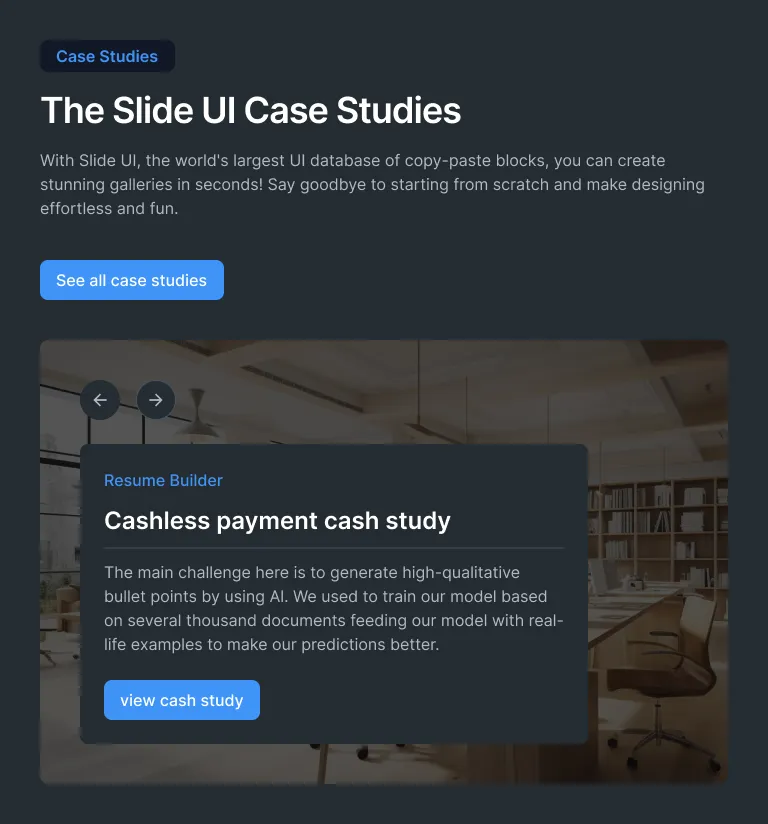 Case Studies
The Slide UI Case Studies
With Slide UI, the world's largest UI database of copy-paste blocks, you can create
stunning galleries in seconds! Say goodbye to starting from scratch and make designing
effortless and fun.
See all case studies
Resume Builder
Cashless payment cash study
The main challenge here is to generate high-qualitative
bullet points by using AI. We used to train our model based
on several thousand documents feeding our model with real-
life examples to make our predictions better.
view cash study